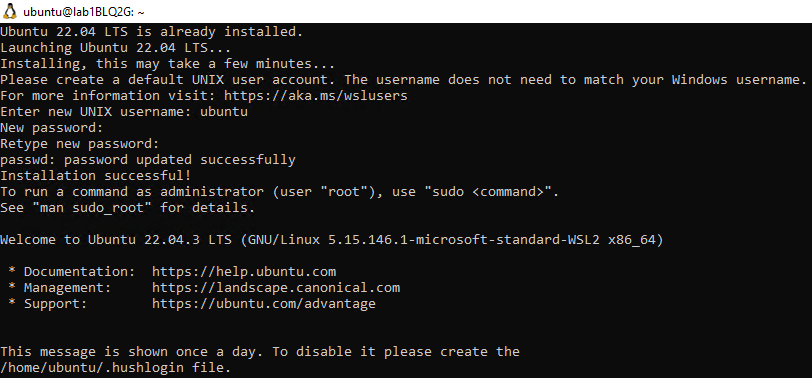 ubuntu@lab1BLQ2G: ~
Ubuntu 22.04 LTS is already installed.
Launching Ubuntu 22.04 LTS...
Installing, this may take a few minutes...
Please create a default UNIX user account. The username does not need to match your Windows username.
For more information visit: https://aka.ms/wslusers
Enter new UNIX username: ubuntu
New password:
Retype new password:
passwd: password updated successfully
Installation successful!
To run a command as administrator (user "root"), use "sudo <command>".
See "man sudo_root" for details.
Welcome to Ubuntu 22.04.3 LTS (GNU/Linux 5.15.146.1-microsoft-standard-WSL2 x86_64)
* Documentation:  https://help.ubuntu.com
* Management:     https://landscape.canonical.com
* Support:        https://ubuntu.com/advantage
This message is shown once a day. To disable it please create the
/home/ubuntu/.hushlogin file.